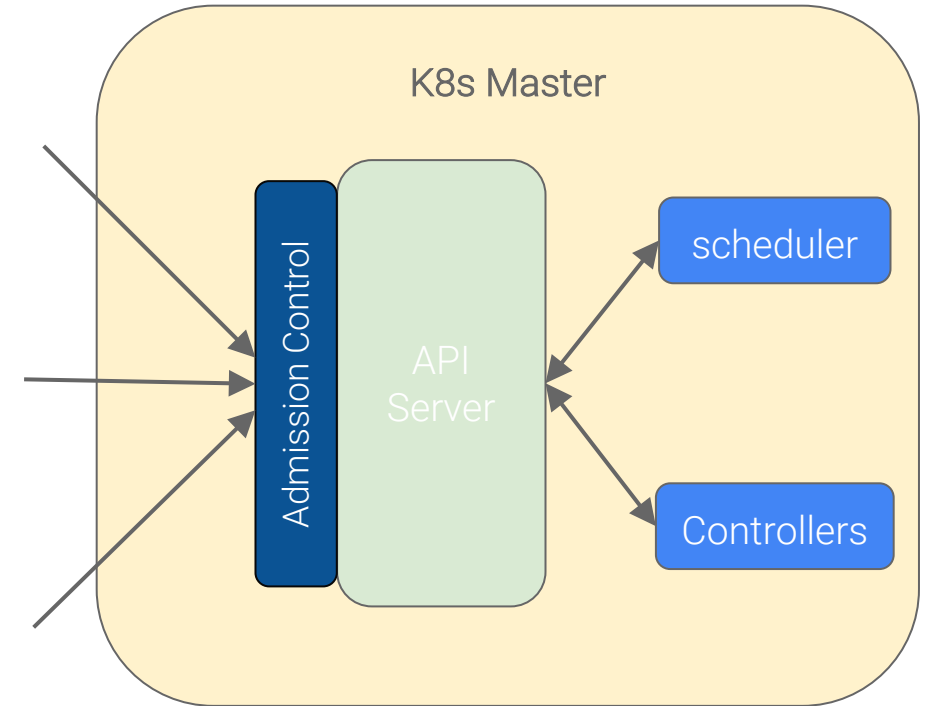 K8s Master
Admission Control
API
Server
scheduler
Controllers